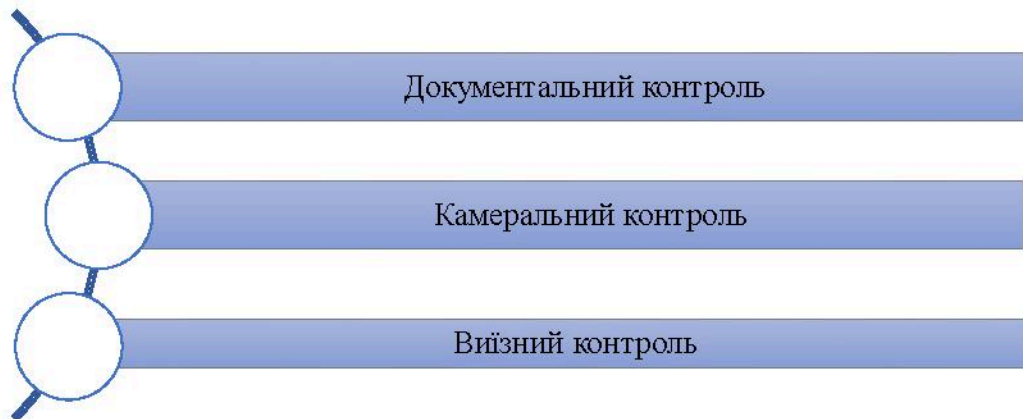 Документальний контроль
Камеральний контроль
Виїзний контроль